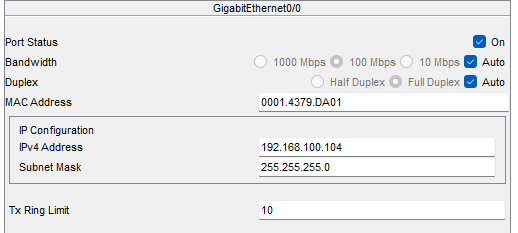 GigabitEthernet0/0
Port Status On
Bandwidth 1000 Mbps 100 Mbps 10 Mbps Auto
Duplex Half Duplex Full Duplex Auto
MAC Address 0001.4379.DA01
IP Configuration
IPv4 Address 192.168.100.104
Subnet Mask 255.255.255.0
Tx Ring Limit 10